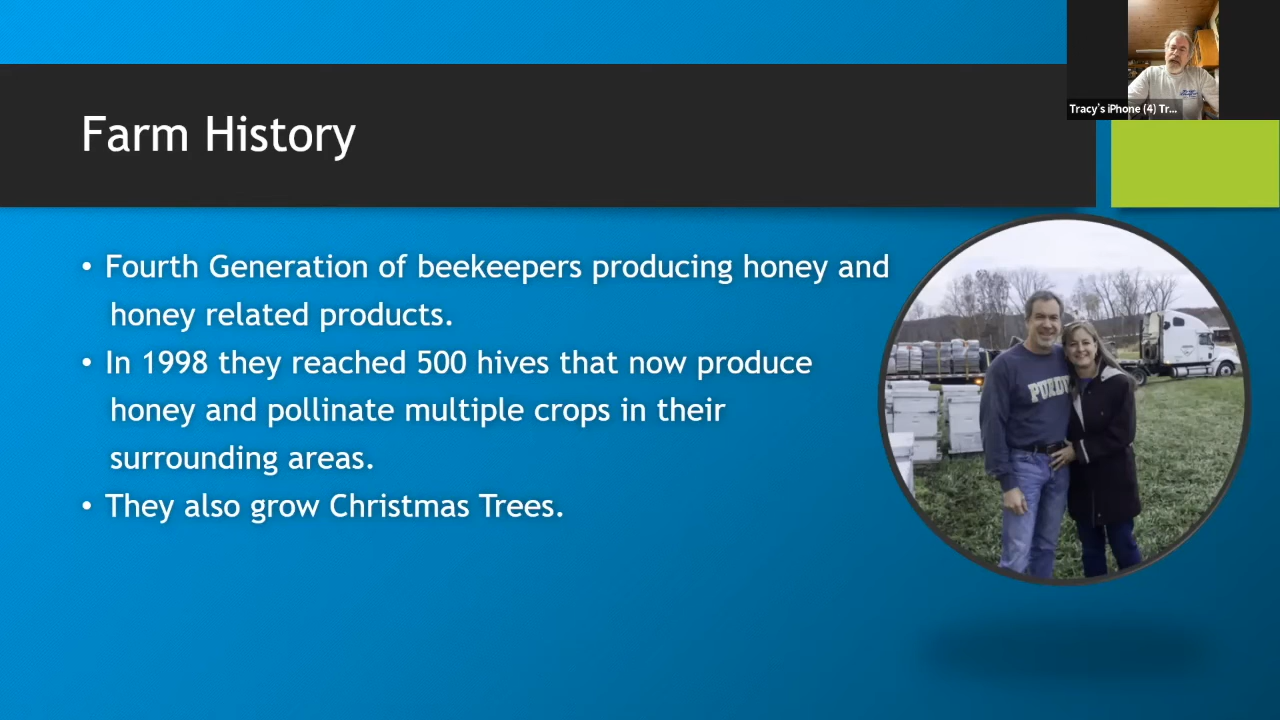 Tracy's iPhone (4) Tr...
Farm History
• Fourth Generation of beekeepers producing honey and
honey related products.
• In 1998 they reached 500 hives that now produce
honey and pollinate multiple crops in their
surrounding areas.
• They also grow Christmas Trees.